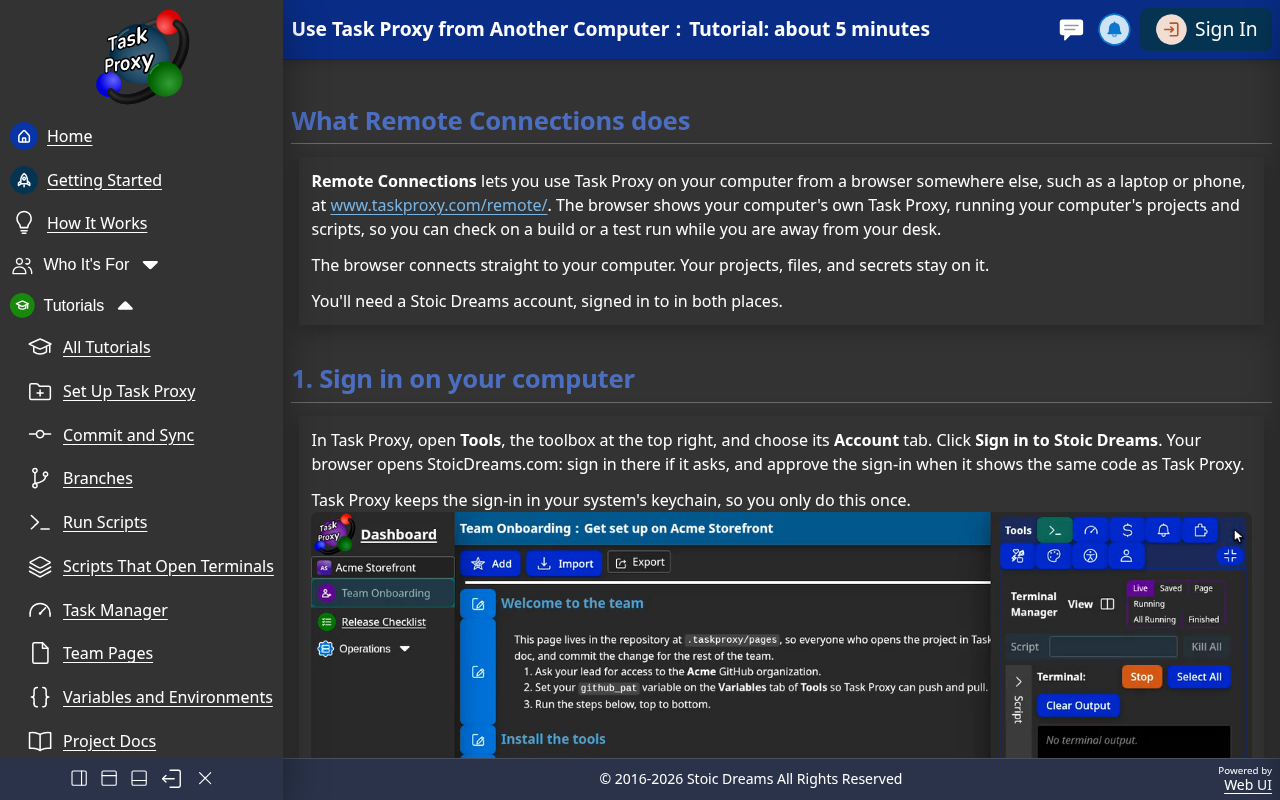 Task Proxy
Home
Getting Started
How It Works
Who It's For
Tutorials
All Tutorials
Set Up Task Proxy
Commit and Sync
Branches
Run Scripts
Scripts That Open Terminals
Task Manager
Team Pages
Variables and Environments
Project Docs
Use Task Proxy from Another Computer : Tutorial: about 5 minutes
Sign In
What Remote Connections does
Remote Connections lets you use Task Proxy on your computer from a browser somewhere else, such as a laptop or phone,
at www.taskproxy.com/remote/. The browser shows your computer's own Task Proxy, running your computer's projects and
scripts, so you can check on a build or a test run while you are away from your desk.
The browser connects straight to your computer. Your projects, files, and secrets stay on it.
You'll need a Stoic Dreams account, signed in to in both places.
1. Sign in on your computer
In Task Proxy, open Tools, the toolbox at the top right, and choose its Account tab. Click Sign in to Stoic Dreams. Your
browser opens StoicDreams.com: sign in there if it asks, and approve the sign-in when it shows the same code as Task Proxy.
Task Proxy keeps the sign-in in your system's keychain, so you only do this once.
Task Proxy
Dashboard
AS Acme Storefront
Team Onboarding
Release Checklist
Operations
Team Onboarding : Get set up on Acme Storefront
Add
Import
Export
Welcome to the team
This page lives in the repository at .taskproxy/pages, so everyone who opens the project in Task
doc, and commit the change for the rest of the team.
1. Ask your lead for access to the Acme GitHub organization.
2. Set your github_pat variable on the Variables tab of Tools so Task Proxy can push and pull.
3. Run the steps below, top to bottom.
Install the tools
Tools
Terminal Manager
View
Live Saved Page
Running
All Running Finished
Script
Kill All
Script
Terminal:
Stop
Select All
Clear Output
No terminal output.
© 2016-2026 Stoic Dreams All Rights Reserved
Powered by
Web UI